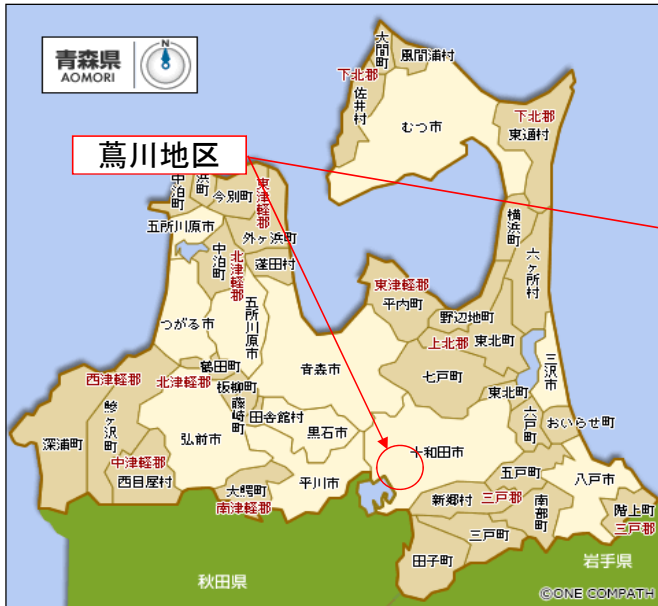 青森県
AOMORI
N
大間町
風間浦村
下北郡
佐井村
むつ市
下北郡
東通村
蔦川地区
中泊町
浜町
今別町
東津軽郡
外ヶ浜町
五所川原市
中泊町
北津軽郡
蓬田村
五所川原市
つがる市
横浜町
六ヶ所村
東津軽郡
平内町
野辺地町
上北郡
東北町
七戸町
三沢市
東北町
六戸町
おいらせ町
青森市
鶴田町
西津軽郡
北津軽郡
板柳町
藤崎町
田舎館村
黒石市
鰺ヶ沢町
深浦町
弘前市
中津軽郡
西目屋村
大鰐町
南津軽郡
平川市
十和田市
五戸町
八戸市
新郷村
三戸郡
南部町
階上町
三戸郡
三戸町
田子町
秋田県
岩手県
©ONE COMPATH